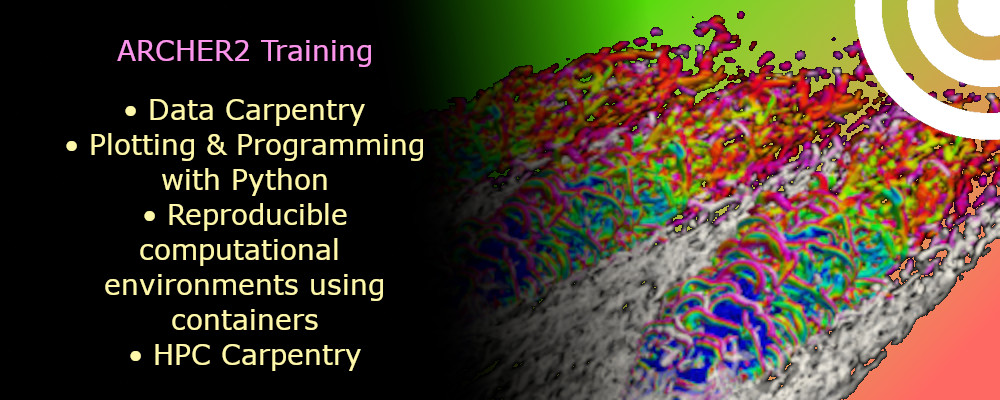 ARCHER2 Training
• Data Carpentry
• Plotting & Programming
with Python
• Reproducible
computational
environments using
containers
• HPC Carpentry